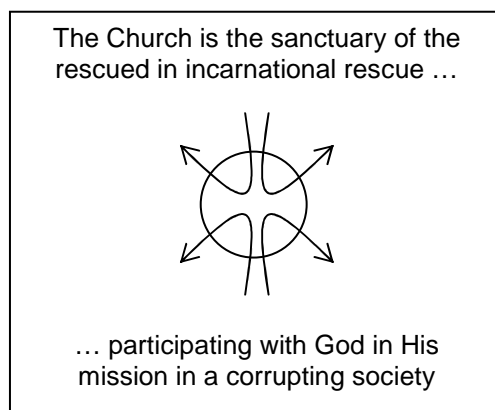 The Church is the sanctuary of the
rescued in incarnational rescue …
… participating with God in His
mission in a corrupting society